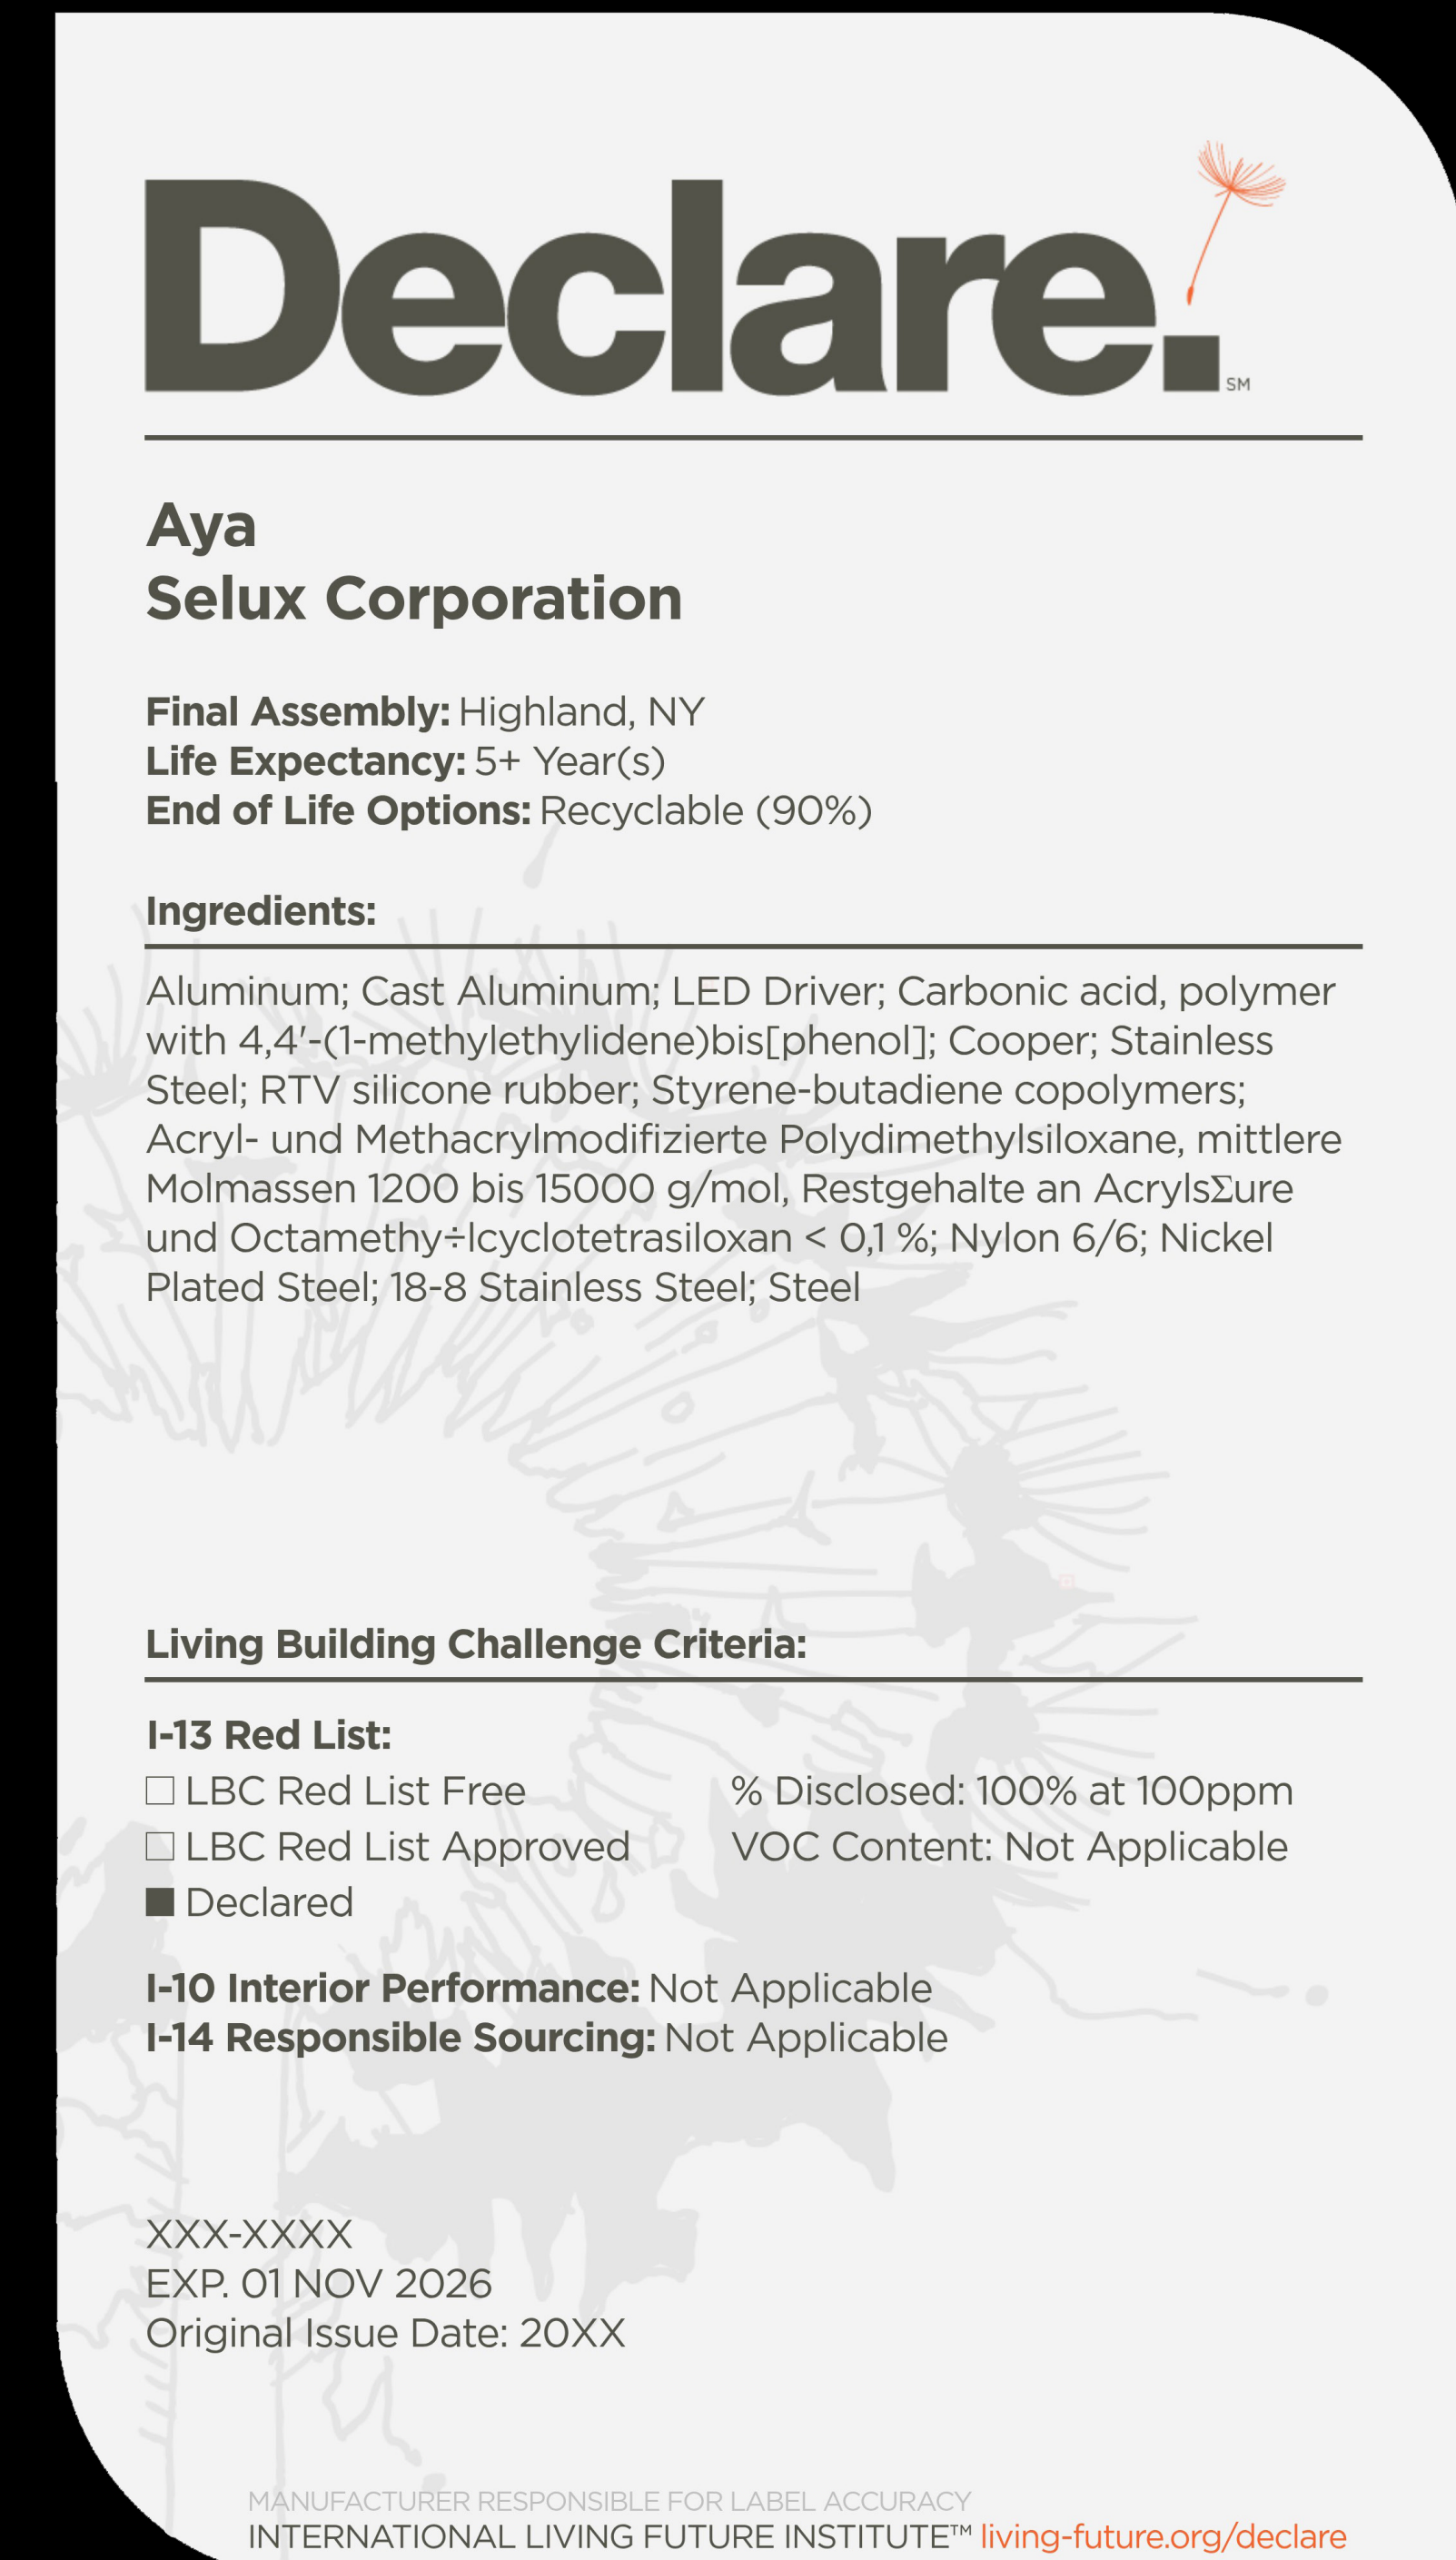 Declare. SM
Aya
Selux Corporation
Final Assembly: Highland, NY
Life Expectancy: 5+ Year(s)
End of Life Options: Recyclable (90%)
Ingredients:
Aluminum; Cast Aluminum; LED Driver; Carbonic acid, polymer
with 4,4'-(1-methylethylidene)bis[phenol]; Cooper; Stainless
Steel; RTV silicone rubber; Styrene-butadiene copolymers;
Acryl- und Methacrylmodifizierte Polydimethylsiloxane, mittlere
Molmassen 1200 bis 15000 g/mol, Restgehalte an AcrylsΣure
und Octamethy÷lcyclotetrasiloxan < 0,1 %; Nylon 6/6; Nickel
Plated Steel; 18-8 Stainless Steel; Steel
Living Building Challenge Criteria:
I-13 Red List:
□ LBC Red List Free % Disclosed: 100% at 100ppm
□ LBC Red List Approved VOC Content: Not Applicable
■ Declared
I-10 Interior Performance: Not Applicable
I-14 Responsible Sourcing: Not Applicable
XXX-XXXX
EXP. 01 NOV 2026
Original Issue Date: 20XX
MANUFACTURER RESPONSIBLE FOR LABEL ACCURACY
INTERNATIONAL LIVING FUTURE INSTITUTE™ living-future.org/declare